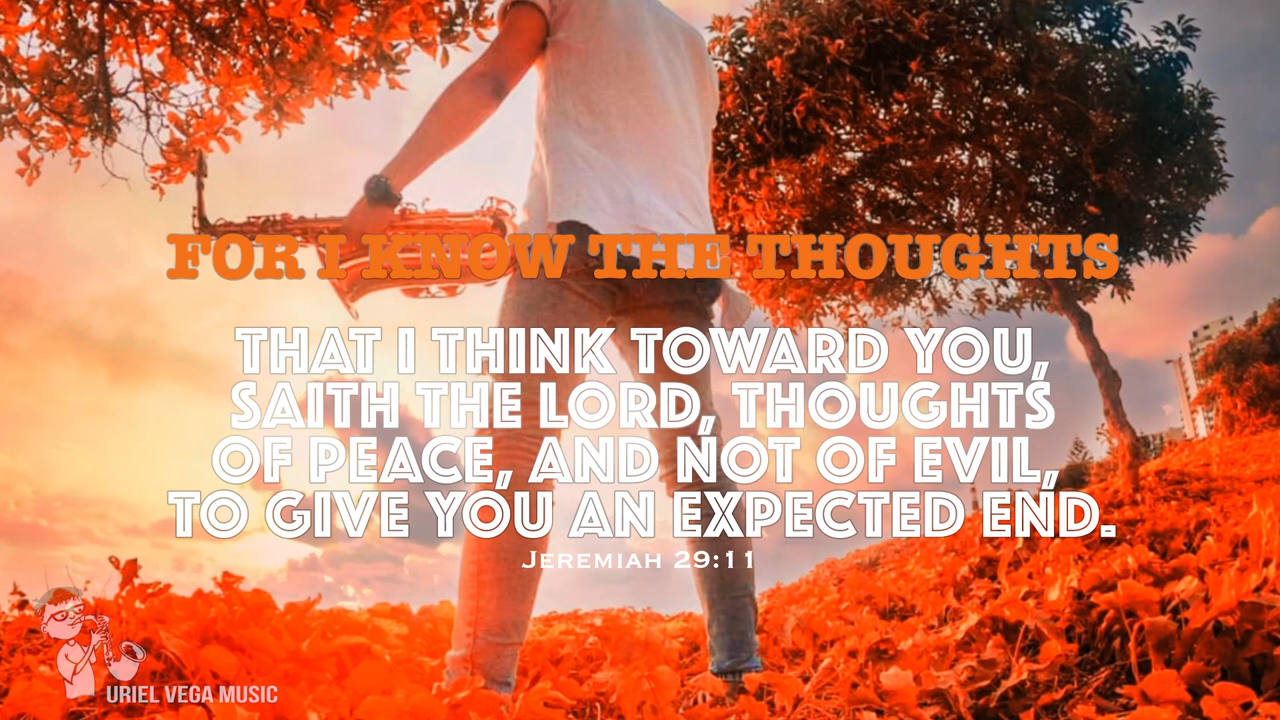 FOR I KNOW THE THOUGHTS
THAT I THINK TOWARD YOU,
SAITH THE LORD, THOUGHTS
OF PEACE, AND NOT OF EVIL,
TO GIVE YOU AN EXPECTED END.
JEREMIAH 29:11
URIEL VEGA MUSIC